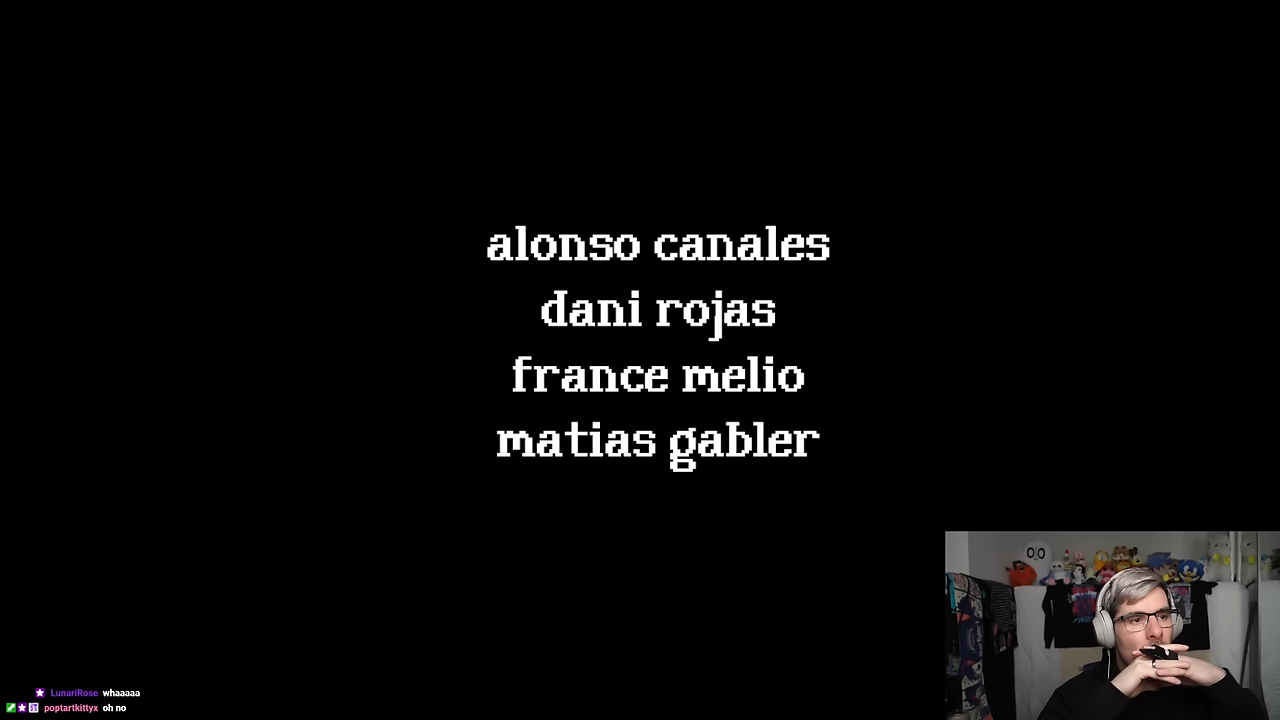 alonso canales
dani rojas
france melio
matias gabler
LunariRose whaaaaa
poptartkittyx oh no